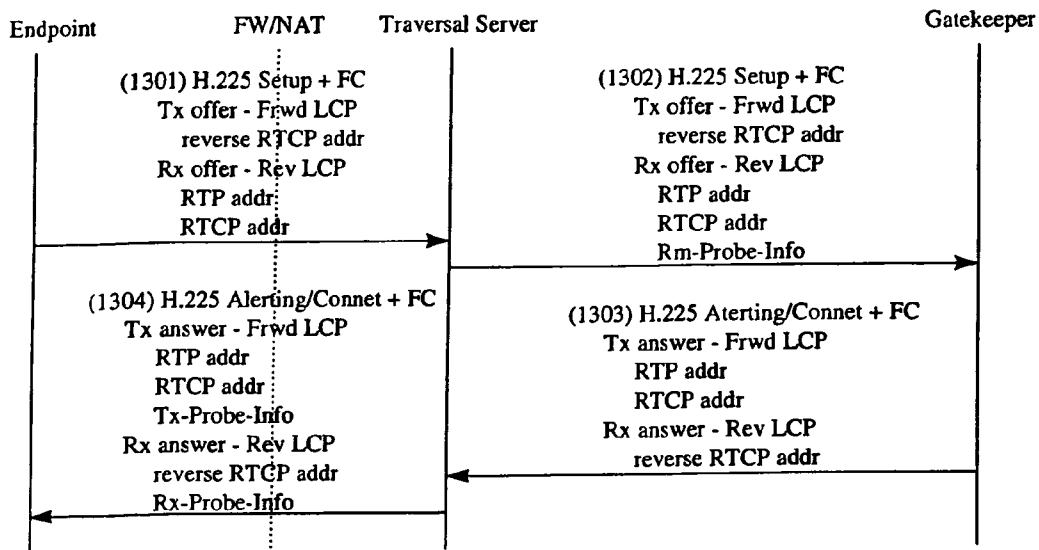 Endpoint FW/NAT Traversal Server Gatekeeper
(1301) H.225 Setup + FC
Tx offer - Frwd LCP
reverse RTCP addr
Rx offer - Rev LCP
RTP addr
RTCP addr
(1302) H.225 Setup + FC
Tx offer - Frwd LCP
reverse RTCP addr
Rx offer - Rev LCP
RTP addr
RTCP addr
Rm-Probe-Info
(1304) H.225 Alerting/Connet + FC
Tx answer - Frwd LCP
RTP addr
RTCP addr
Tx-Probe-Info
Rx answer - Rev LCP
reverse RTCP addr
Rx-Probe-Info
(1303) H.225 Aterting/Connet + FC
Tx answer - Frwd LCP
RTP addr
RTCP addr
Rx answer - Rev LCP
reverse RTCP addr